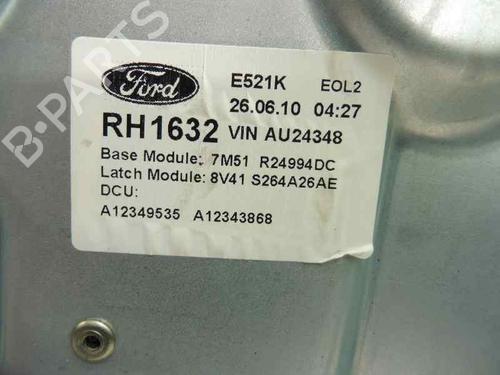 B-PARTS
Ford E521K EOL2
26.06.10 04:27
RH1632 VIN AU24348
Base Module: 7M51 R24994DC
Latch Module: 8V41 S264A26AE
DCU:
A12349535 A12343868